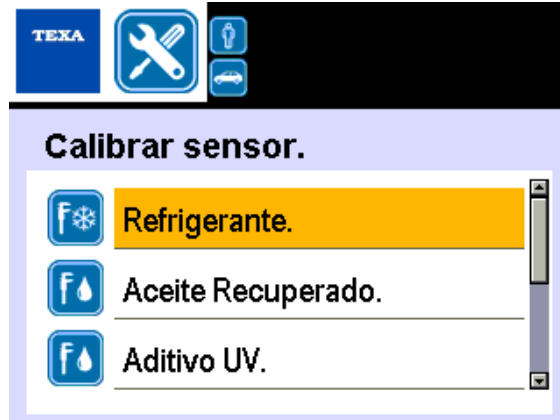 TEXA
Calibrar sensor.
Refrigerante.
Aceite Recuperado.
Aditivo UV.